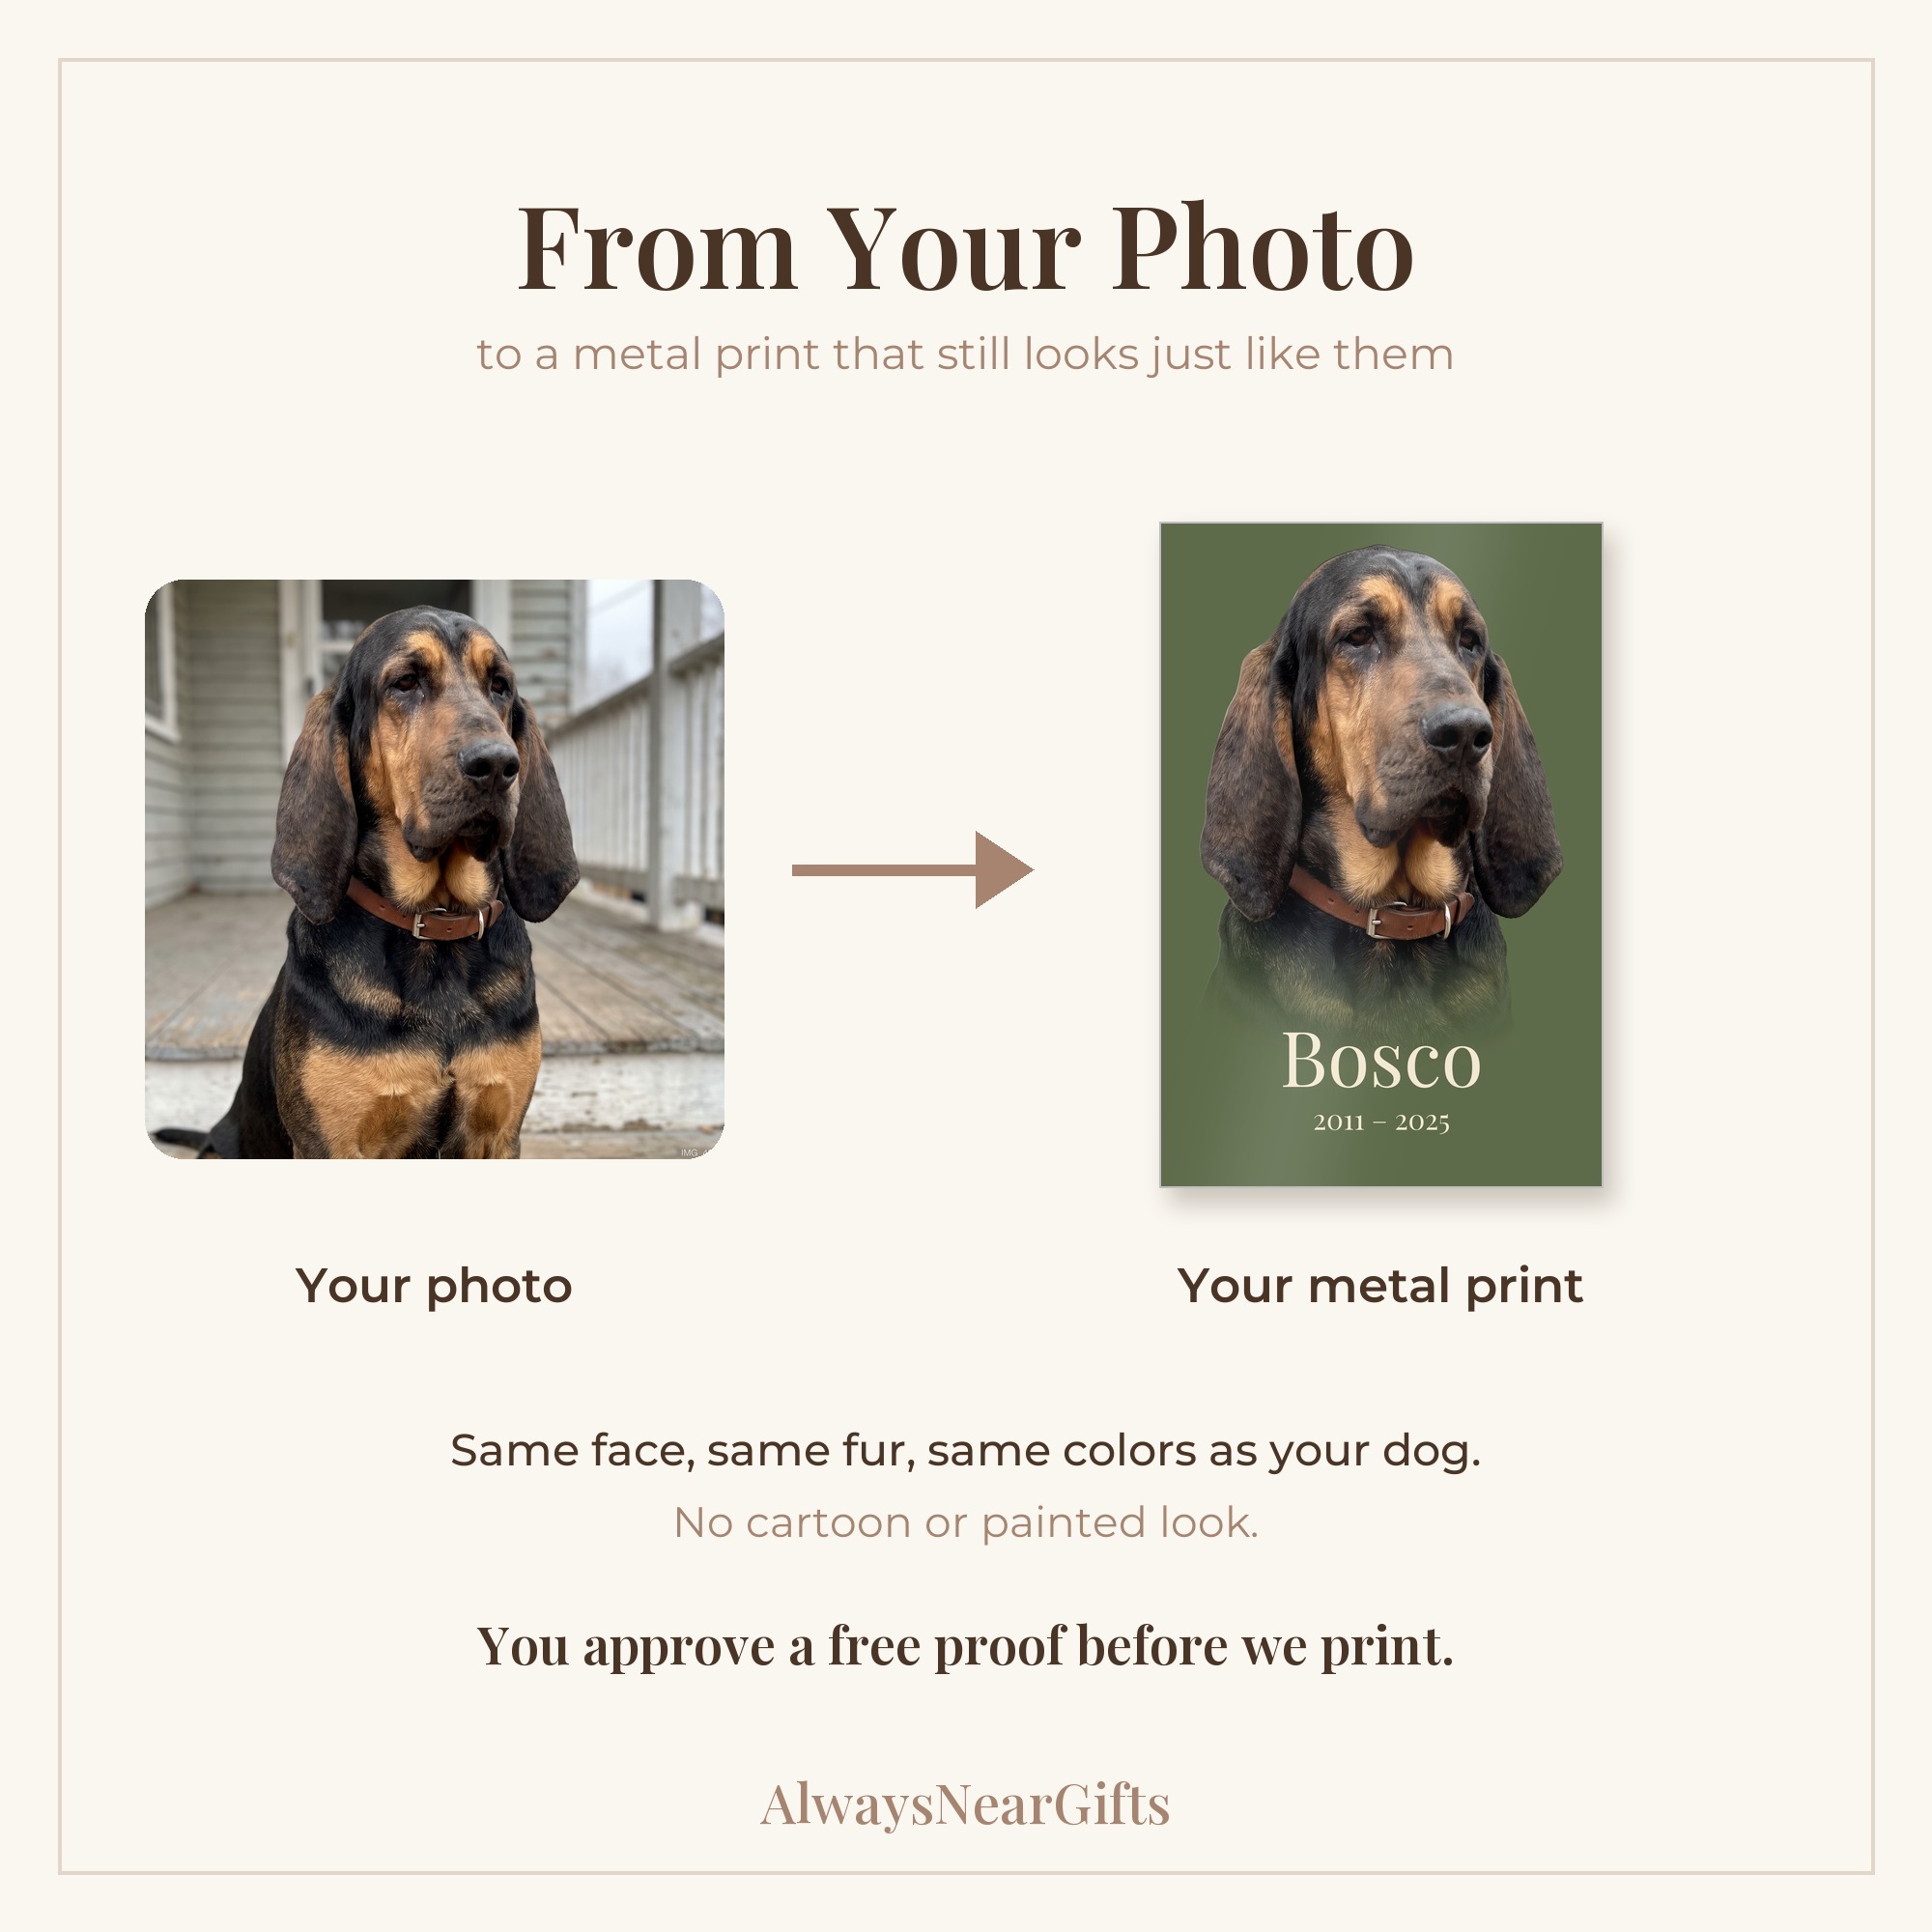 From Your Photo
to a metal print that still looks just like them
IMG
Bosco
2011 – 2025
Your photo
Your metal print
Same face, same fur, same colors as your dog.
No cartoon or painted look.
You approve a free proof before we print.
AlwaysNearGifts